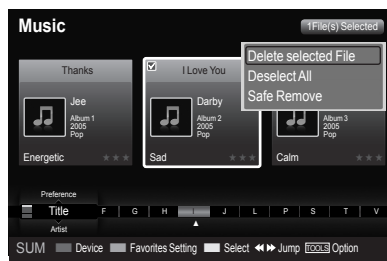 Music
1File(s) Selected
Delete selected File
Deselect All
Safe Remove
Thanks
Jee
Album 1
2005
Pop
Energetic
I Love You
Darby
Album 2
2005
Pop
Sad
Album 3
2005
Pop
Calm
Preference
Title F G H I J L P S T V
Artist
SUM Device Favorites Setting Select Jump TOOLS Option